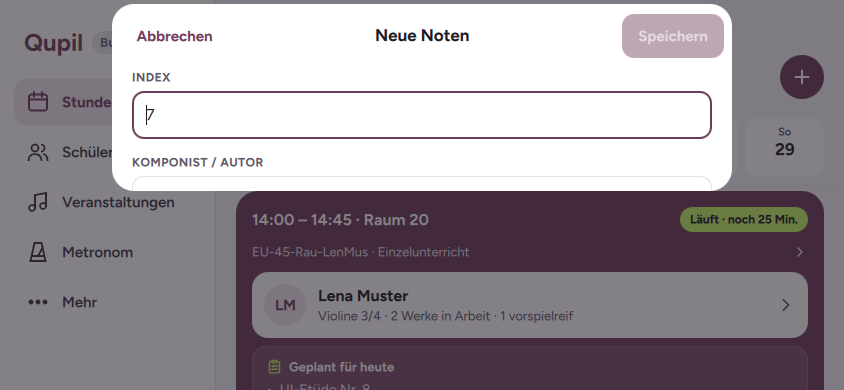 Qupil
Abbrechen
Neue Noten
Speichern
INDEX
7
KOMPONIST / AUTOR
Stunde
Schüler
Veranstaltungen
Metronom
Mehr
So
29
14:00 – 14:45 · Raum 20
Läuft · noch 25 Min.
EU-45-Rau-LenMus · Einzelunterricht
LM
Lena Muster
Violine 3/4 · 2 Werke in Arbeit · 1 vorspielreif
Geplant für heute